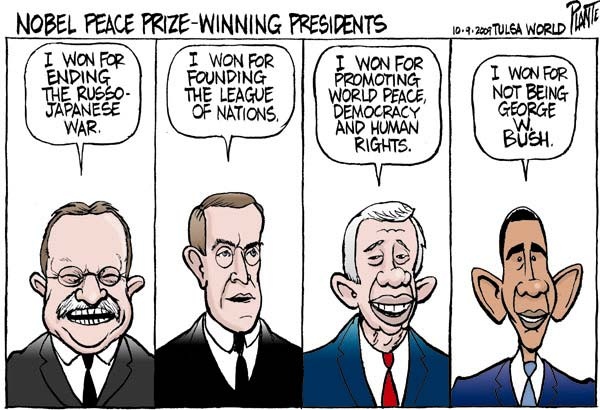 NOBEL PEACE PRIZE-WINNING PRESIDENTS
10-9-2009 TULSA WORLD
PLANTE
I WON FOR
ENDING
THE RUSSO-
JAPANESE
WAR.
I WON FOR
FOUNDING
THE LEAGUE
OF NATIONS.
I WON FOR
PROMOTING
WORLD PEACE,
DEMOCRACY
AND HUMAN
RIGHTS.
I WON FOR
NOT BEING
GEORGE
W.
BUSH.